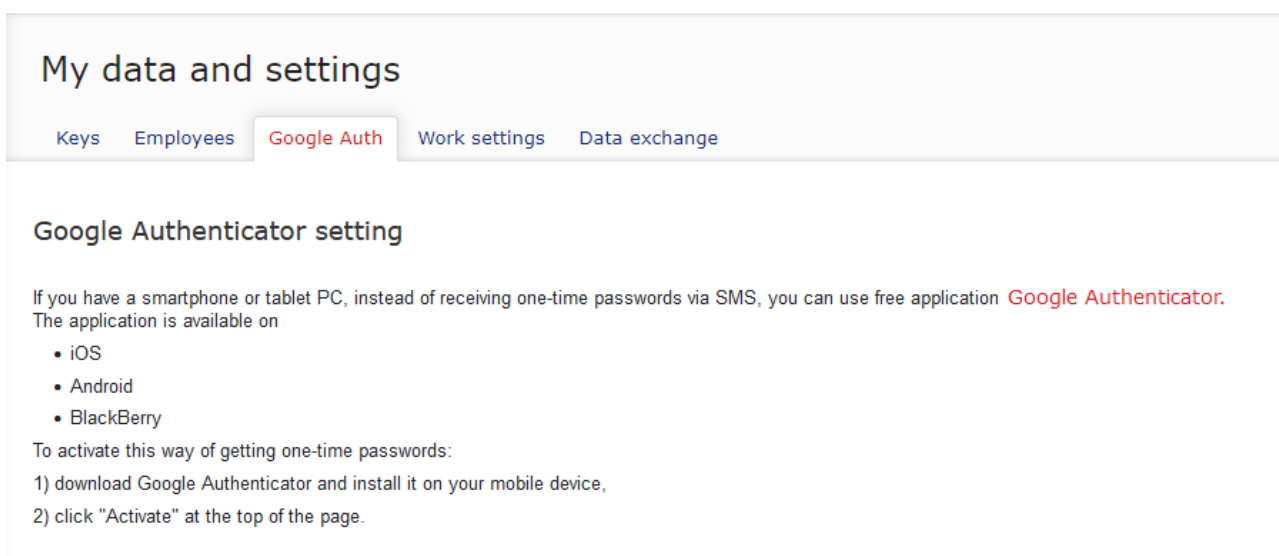 My data and settings
Keys Employees Google Auth Work settings Data exchange
Google Authenticator setting
If you have a smartphone or tablet PC, instead of receiving one-time passwords via SMS, you can use free application Google Authenticator.
The application is available on
• iOS
• Android
• BlackBerry
To activate this way of getting one-time passwords:
1) download Google Authenticator and install it on your mobile device,
2) click "Activate" at the top of the page.